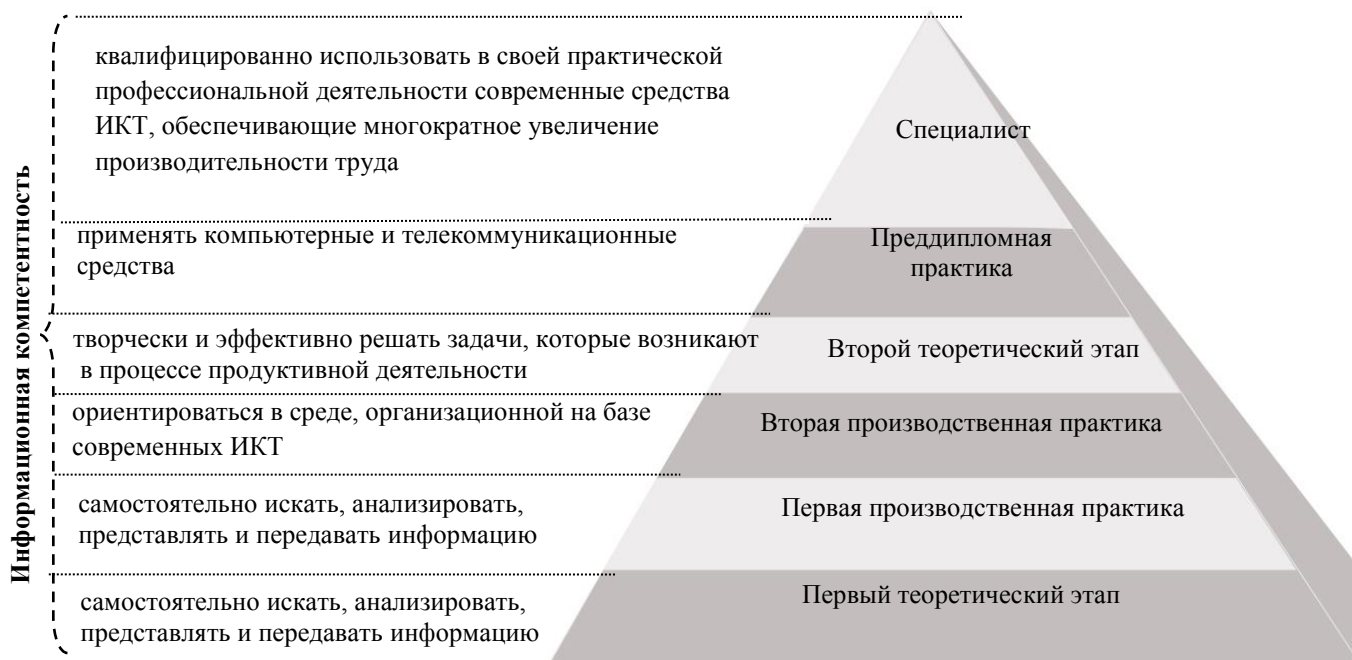 Информационная компетентность
квалифицированно использовать в своей практической
профессиональной деятельности современные средства
ИКТ, обеспечивающие многократное увеличение
производительности труда
Специалист
применять компьютерные и телекоммуникационные
средства
Преддипломная
практика
творчески и эффективно решать задачи, которые возникают
в процессе продуктивной деятельности
Второй теоретический этап
ориентироваться в среде, организационной на базе
современных ИКТ
Вторая производственная практика
самостоятельно искать, анализировать,
представлять и передавать информацию
Первая производственная практика
самостоятельно искать, анализировать,
представлять и передавать информацию
Первый теоретический этап